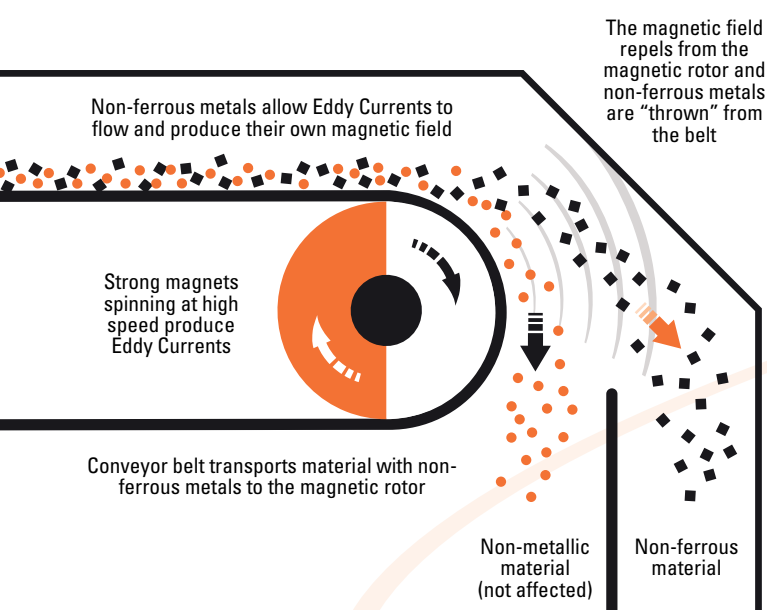 The magnetic field
repels from the
magnetic rotor and
non-ferrous metals
are “thrown” from
the belt
Non-ferrous metals allow Eddy Currents to
flow and produce their own magnetic field
Strong magnets
spinning at high
speed produce
Eddy Currents
Conveyor belt transports material with non-
ferrous metals to the magnetic rotor
Non-metallic
material
(not affected)
Non-ferrous
material